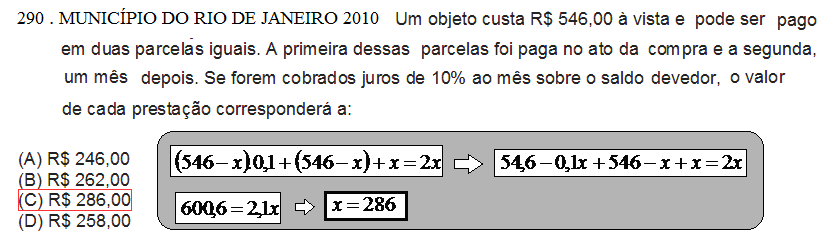 290 . MUNICÍPIO DO RIO DE JANEIRO 2010 Um objeto custa R$ 546,00 à vista e pode ser pago
em duas parcelas iguais. A primeira dessas parcelas foi paga no ato da compra e a segunda,
um mês depois. Se forem cobrados juros de 10% ao mês sobre o saldo devedor, o valor
de cada prestação corresponderá a:
(A) R$ 246,00
(B) R$ 262,00
(C) R$ 286,00
(D) R$ 258,00
(546-x).0,1+(546-x)+x=2x ⇨ 54,6-0,1x+546-x+x=2x
600,6=2,1x ⇨ x=286